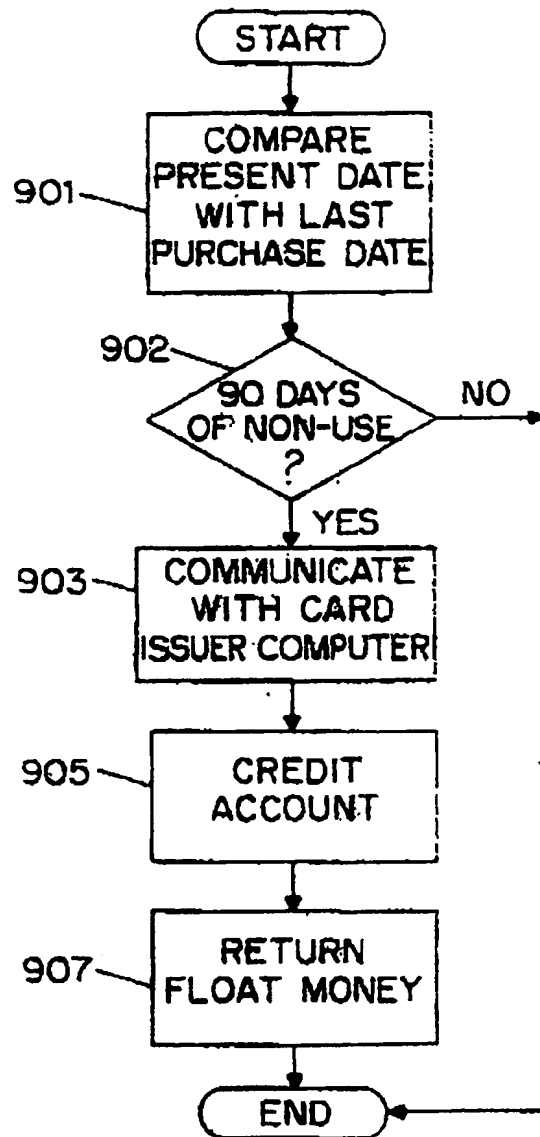 START
COMPARE
PRESENT DATE
WITH LAST
PURCHASE DATE
901
902
90 DAYS
OF NON-USE
?
NO
YES
903
COMMUNICATE
WITH CARD
ISSUER COMPUTER
905
CREDIT
ACCOUNT
907
RETURN
FLOAT MONEY
END